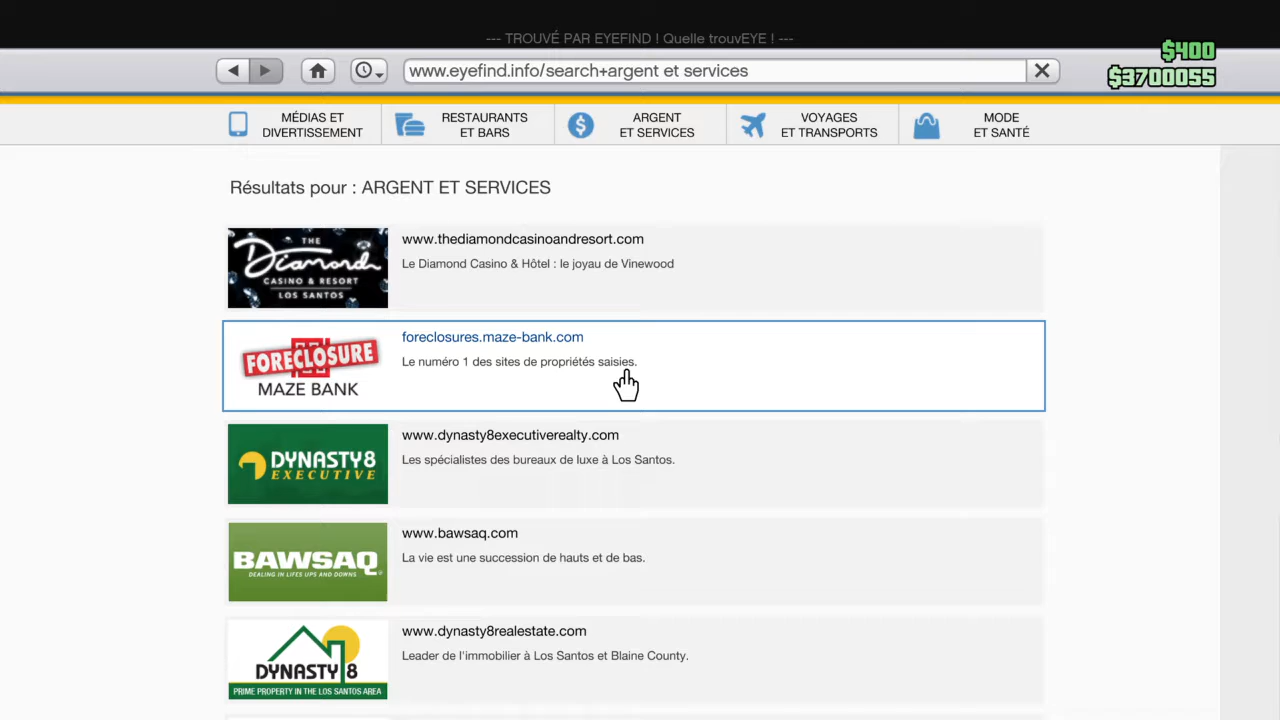 --- TROUVÉ PAR EYEFIND ! Quelle trouvEYE ! ---
$400
www.eyefind.info/search+argent et services
$3700055
MÉDIAS ET
DIVERTISSEMENT
RESTAURANTS
ET BARS
ARGENT
ET SERVICES
VOYAGES
ET TRANSPORTS
MODE
ET SANTÉ
Résultats pour : ARGENT ET SERVICES
THE
Diamond
CASINO & RESORT
LOS SANTOS
www.thediamondcasinoandresort.com
Le Diamond Casino & Hôtel : le joyau de Vinewood
FORECLOSURE
MAZE BANK
foreclosures.maze-bank.com
Le numéro 1 des sites de propriétés saisies.
DYNASTY8
EXECUTIVE
www.dynasty8executiverealty.com
Les spécialistes des bureaux de luxe à Los Santos.
BAWSAQ
DEALING IN LIFES UPS AND DOWNS
www.bawsaq.com
La vie est une succession de hauts et de bas.
DYNASTY 8
PRIME PROPERTY IN THE LOS SANTOS AREA
www.dynasty8realestate.com
Leader de l'immobilier à Los Santos et Blaine County.